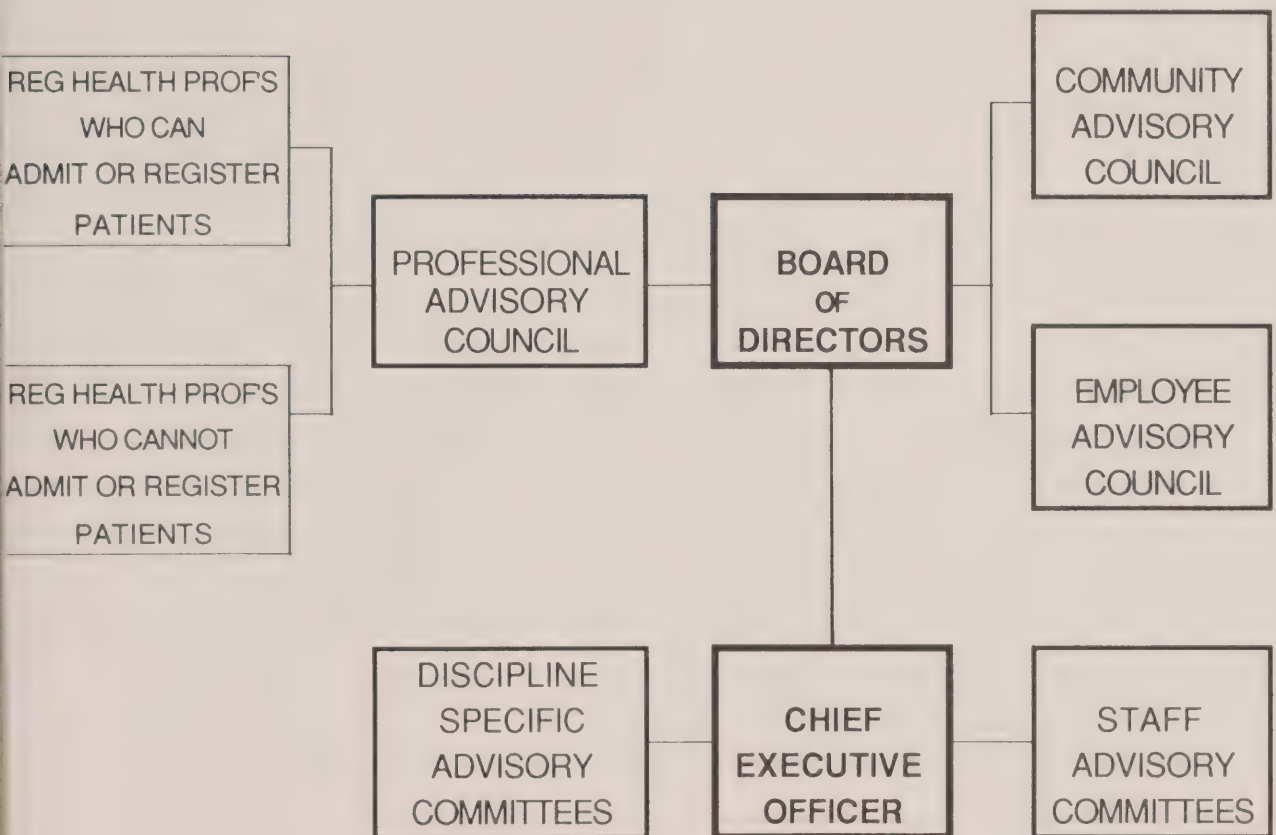 REG HEALTH PROF'S
WHO CAN
ADMIT OR REGISTER
PATIENTS
REG HEALTH PROF'S
WHO CANNOT
ADMIT OR REGISTER
PATIENTS
PROFESSIONAL
ADVISORY
COUNCIL
BOARD
OF
DIRECTORS
COMMUNITY
ADVISORY
COUNCIL
EMPLOYEE
ADVISORY
COUNCIL
DISCIPLINE
SPECIFIC
ADVISORY
COMMITTEES
CHIEF
EXECUTIVE
OFFICER
STAFF
ADVISORY
COMMITTEES